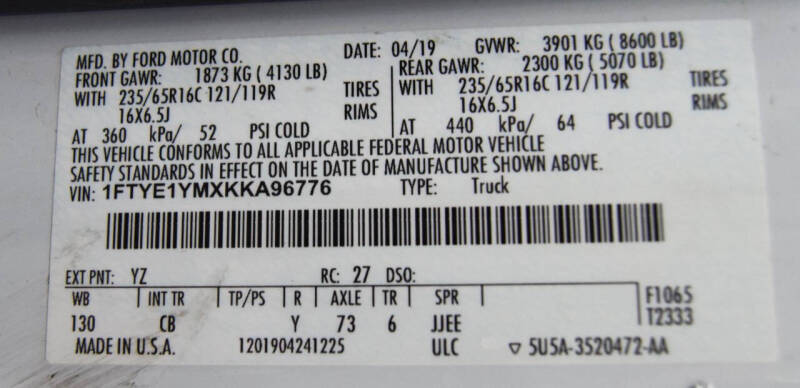 MFD. BY FORD MOTOR CO. DATE: 04/19 GVWR: 3901 KG ( 8600 LB)
FRONT GAWR: 1873 KG ( 4130 LB) REAR GAWR: 2300 KG ( 5070 LB)
WITH 235/65R16C 121/119R TIRES WITH 235/65R16C 121/119R TIRES
16X6.5J RIMS 16X6.5J RIMS
AT 360 kPa/ 52 PSI COLD AT 440 kPa/ 64 PSI COLD
THIS VEHICLE CONFORMS TO ALL APPLICABLE FEDERAL MOTOR VEHICLE
SAFETY STANDARDS IN EFFECT ON THE DATE OF MANUFACTURE SHOWN ABOVE.
VIN: 1FTYE1YMXKKA96776 TYPE: Truck
EXT PNT: YZ RC: 27 DSO:
WB INT TR TP/PS R AXLE TR SPR F1065
130 CB Y 73 6 JJEE T2333
MADE IN U.S.A. 1201904241225 ULC ▽ 5U5A-3520472-AA